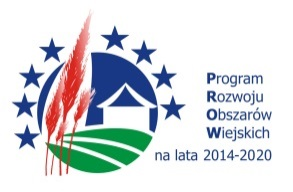 Program
Rozwoju
Obszarów
Wiejskich
na lata 2014-2020